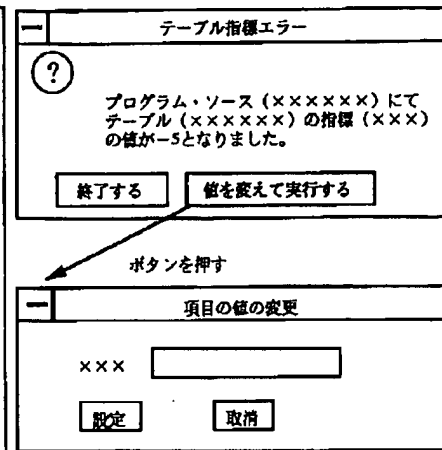 テーブル指標エラー
?
プログラム・ソース（××××××）にて
テーブル（××××××）の指標（×××）
の値が−5となりました。
終了する
値を変えて実行する
ボタンを押す
項目の値の変更
×××
設定
取消